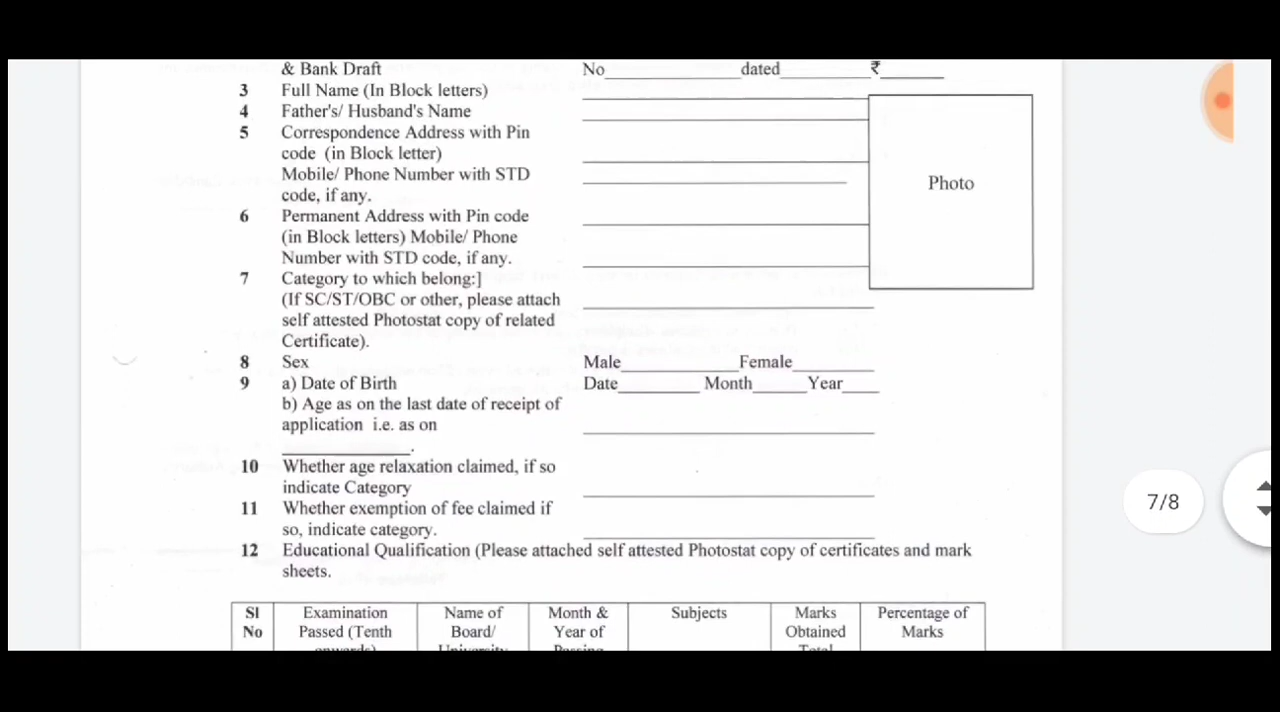 & Bank Draft No____________ dated________ ₹______
3 Full Name (In Block letters)
4 Father's/ Husband's Name
5 Correspondence Address with Pin
code (in Block letter)
Mobile/ Phone Number with STD
code, if any.
Photo
6 Permanent Address with Pin code
(in Block letters) Mobile/ Phone
Number with STD code, if any.
7 Category to which belong:]
(If SC/ST/OBC or other, please attach
self attested Photostat copy of related
Certificate).
8 Sex Male____________Female________
9 a) Date of Birth Date________ Month_____Year____
b) Age as on the last date of receipt of
application i.e. as on
____________.
10 Whether age relaxation claimed, if so
indicate Category
11 Whether exemption of fee claimed if
so, indicate category.
12 Educational Qualification (Please attached self attested Photostat copy of certificates and mark
sheets.
Sl Examination Name of Month & Subjects Marks Percentage of
No Passed (Tenth Board/ Year of Obtained Marks
7/8